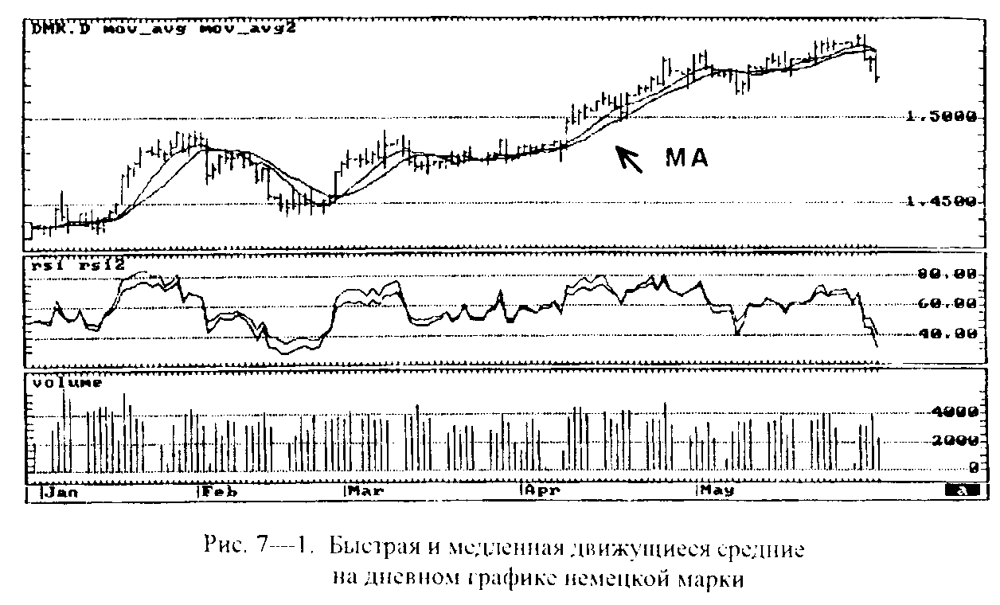 DMK.D mov_avg mov_avg2
1.5000
MA
1.4500
rsi rsi2
80.00
60.00
40.00
volume
4000
2000
0
Jan Feb Mar Apr May a
Рис. 7—1. Быстрая и медленная движущиеся средние
на дневном графике немецкой марки